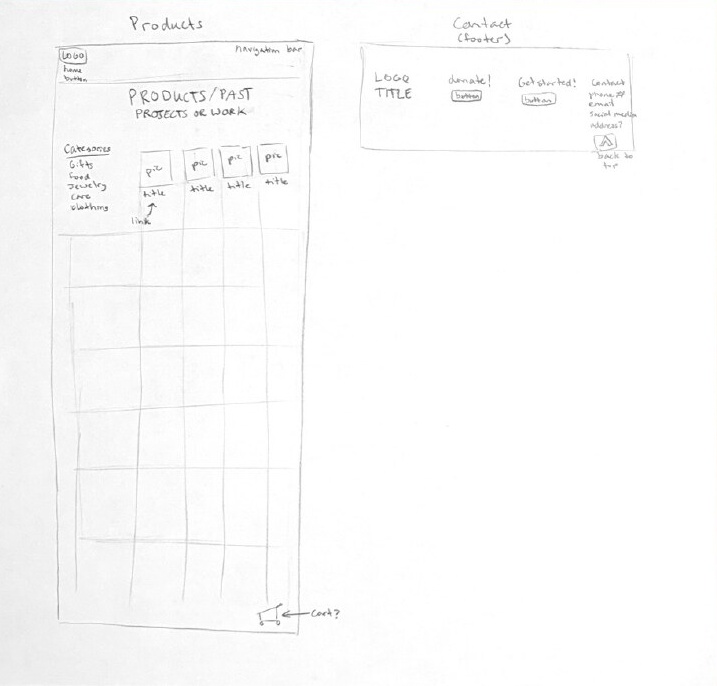 Products
LOGO
home
button
navigation bar
PRODUCTS/PAST
PROJECTS OR WORK
Categories
Gifts
Food
Jewelry
care
clothing
pic
pic
pic
pic
title
title
title
title
link
cart?
Contact
(footer)
LOGO
TITLE
donate!
button
Get started!
button
Contact
phone #
email
social media
address?
back to
top